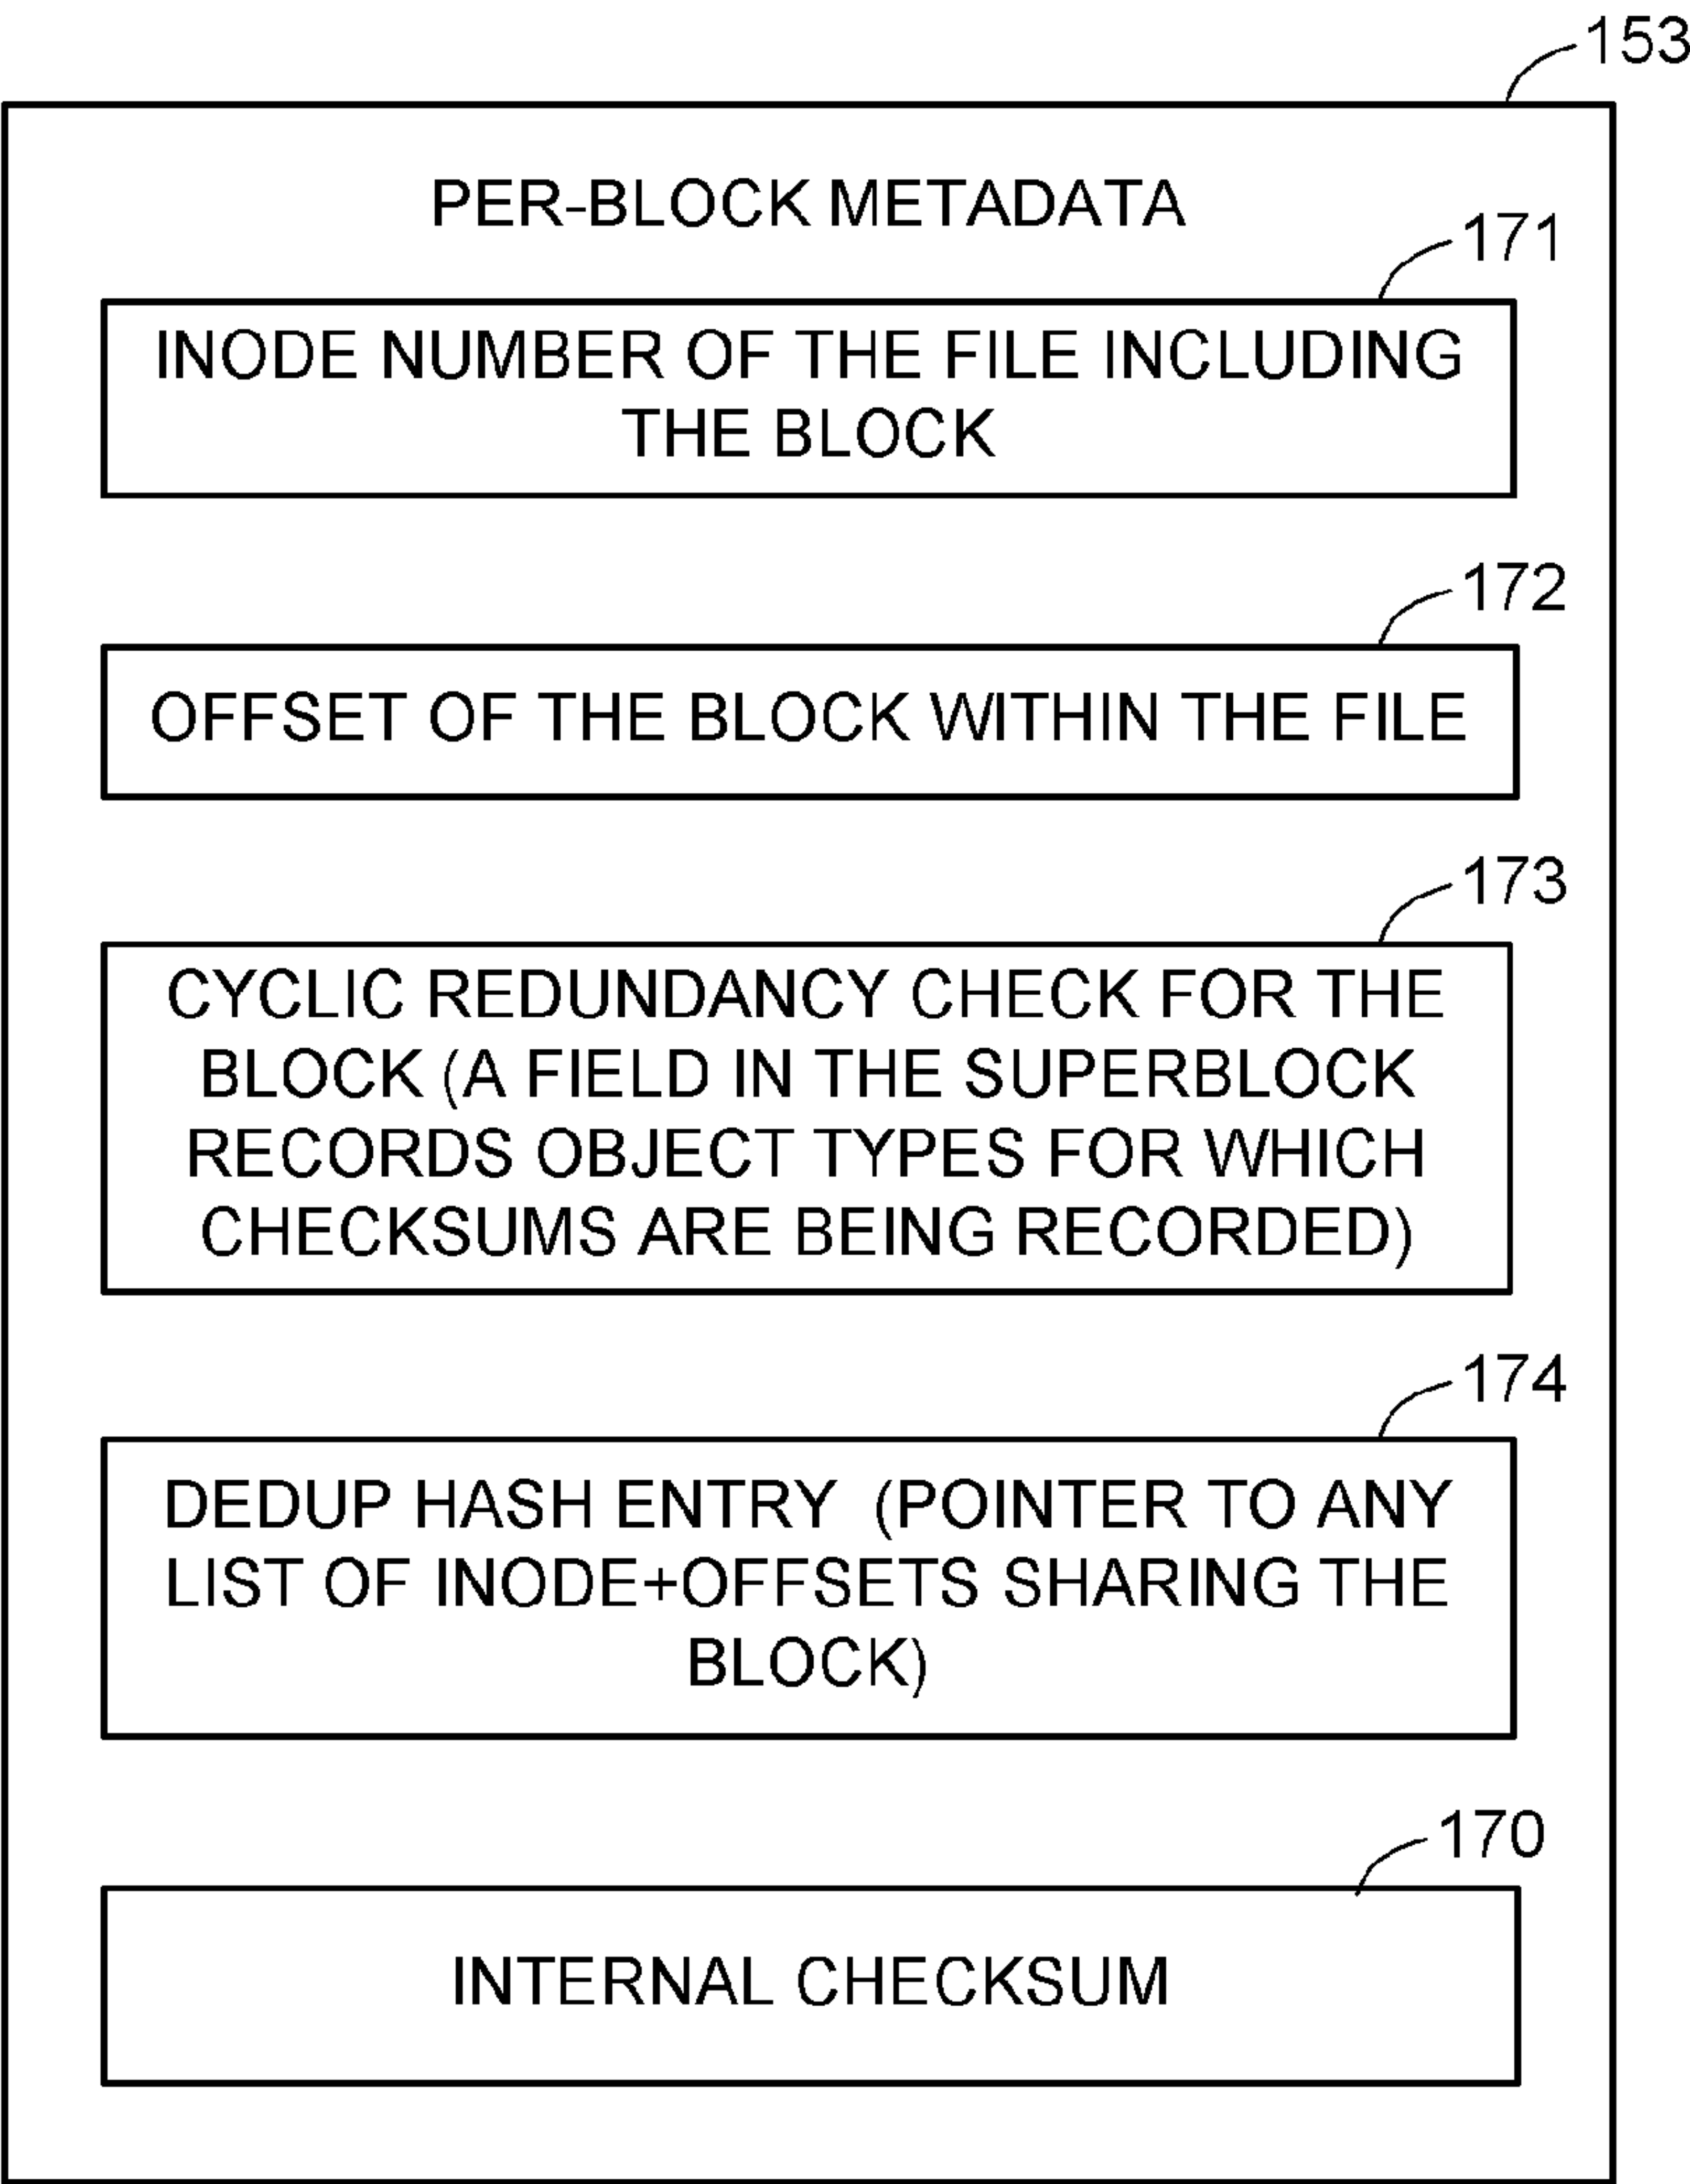 153
PER-BLOCK METADATA
171
INODE NUMBER OF THE FILE INCLUDING
THE BLOCK
172
OFFSET OF THE BLOCK WITHIN THE FILE
173
CYCLIC REDUNDANCY CHECK FOR THE
BLOCK (A FIELD IN THE SUPERBLOCK
RECORDS OBJECT TYPES FOR WHICH
CHECKSUMS ARE BEING RECORDED)
174
DEDUP HASH ENTRY (POINTER TO ANY
LIST OF INODE+OFFSETS SHARING THE
BLOCK)
170
INTERNAL CHECKSUM